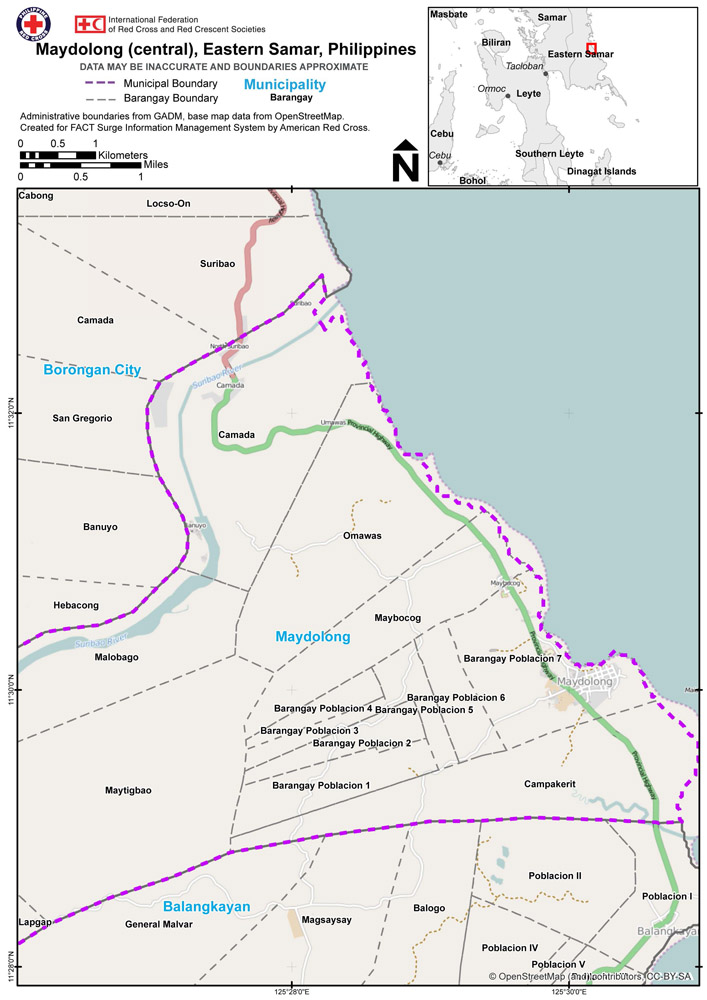 PHILIPPINE
RED CROSS
International Federation
of Red Cross and Red Crescent Societies
Maydolong (central), Eastern Samar, Philippines
DATA MAY BE INACCURATE AND BOUNDARIES APPROXIMATE
Municipal Boundary
Municipality
Barangay Boundary
Barangay
Administrative boundaries from GADM, base map data from OpenStreetMap.
Created for FACT Surge Information Management System by American Red Cross.
0 0.5 1
Kilometers
Miles
0 0.5 1
N
Masbate
Samar
Biliran
Eastern Samar
Tacloban
Ormoc
Leyte
Cebu
Southern Leyte
Cebu
Dinagat Islands
Bohol
Cabong
Locso-On
Suribao
Suribao
Camada
North Suribao
Borongan City
Suribao River
Camada
11°32'0"N
San Gregorio
Umawas
Provincial Highway
Camada
Banuyo
Banuyo
Omawas
Maybocog
Hebacong
Maybocog
Maydolong
Suribao River
Malobago
Provincial Highway
Barangay Poblacion 7
Maydolong
11°30'0"N
Barangay Poblacion 6
Barangay Poblacion 4
Barangay Poblacion 5
Barangay Poblacion 3
Barangay Poblacion 2
Provincial Highway
Maytigbao
Barangay Poblacion 1
Campakerit
Poblacion II
Poblacion I
Balangkayan
Balogo
Lapgap
General Malvar
Magsaysay
Balangkayan
Poblacion IV
Poblacion V
11°28'0"N
© OpenStreetMap (and) contributors, CC-BY-SA
125°28'0"E
125°30'0"E